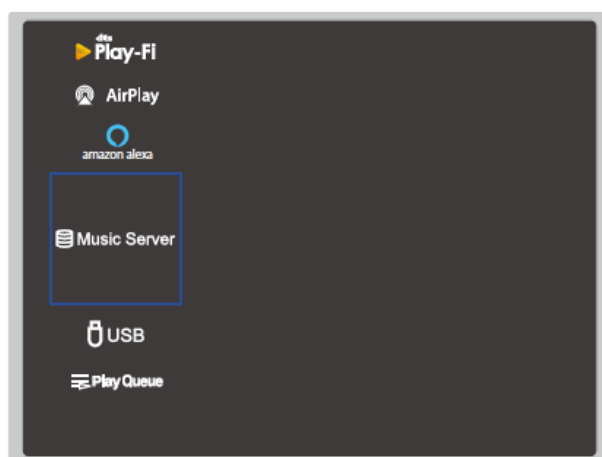 dts
Play-Fi
AirPlay
amazon alexa
Music Server
USB
Play Queue